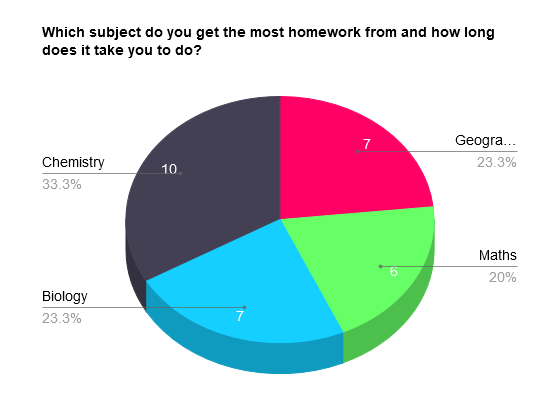 Which subject do you get the most homework from and how long
does it take you to do?
7
Geogra…
23.3%
Chemistry
10
33.3%
Maths
6
20%
Biology
7
23.3%